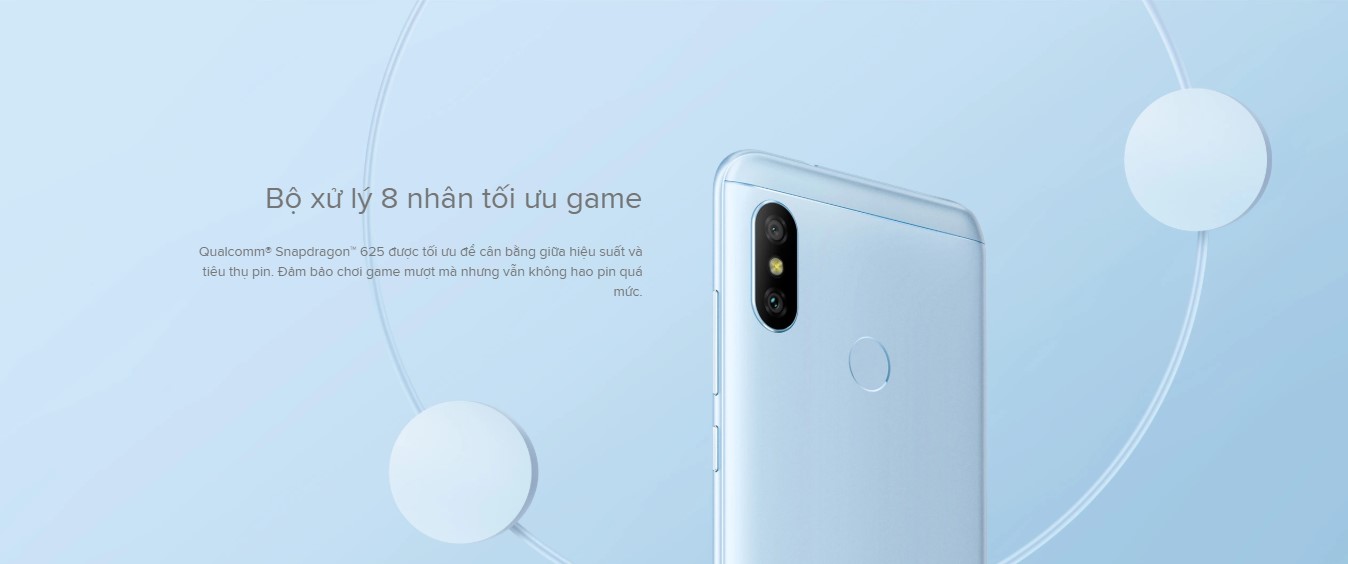 Bộ xử lý 8 nhân tối ưu game
Qualcomm® Snapdragon™ 625 được tối ưu để cân bằng giữa hiệu suất và
tiêu thụ pin. Đảm bảo chơi game mượt mà nhưng vẫn không hao pin quá
mức.